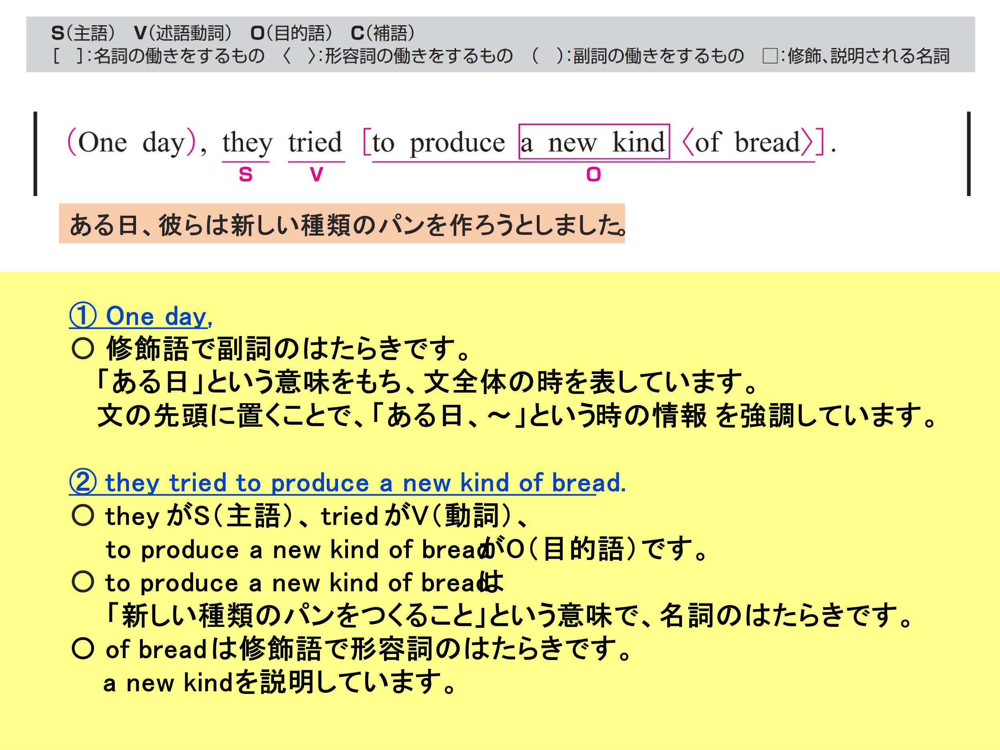 S（主語）　V（述語動詞）　O（目的語）　C（補語）
［　］：名詞の働きをするもの　〈　〉：形容詞の働きをするもの　（　）：副詞の働きをするもの　□：修飾、説明される名詞
(One day), they tried [to produce a new kind 〈of bread〉].
S V O
ある日、彼らは新しい種類のパンを作ろうとしました。
① One day,
○ 修飾語で副詞のはたらきです。
「ある日」という意味をもち、文全体の時を表しています。
文の先頭に置くことで、「ある日、～」という時の情報を強調しています。
② they tried to produce a new kind of bread.
○ they がS（主語）、tried がV（動詞）、
to produce a new kind of bread がO（目的語）です。
○ to produce a new kind of bread は
「新しい種類のパンをつくること」という意味で、名詞のはたらきです。
○ of bread は修飾語で形容詞のはたらきです。
a new kindを説明しています。